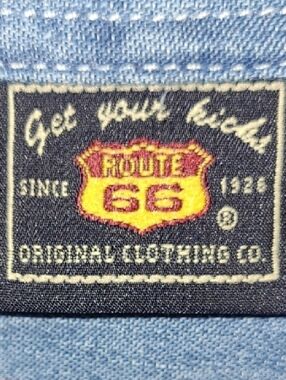 Get your kicks
ROUTE
SINCE 66 1926
®
ORIGINAL CLOTHING CO.